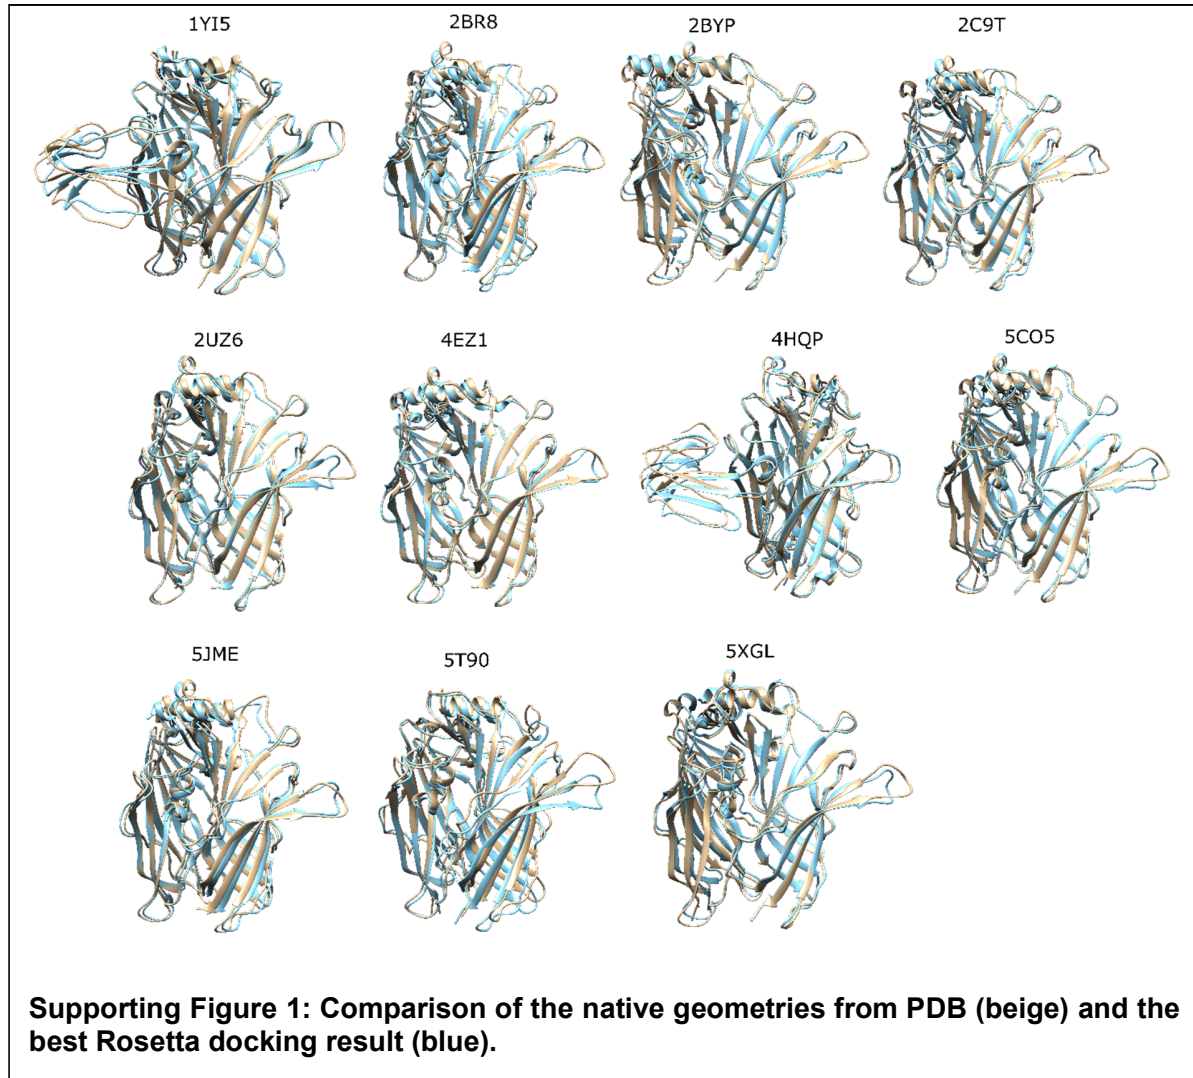 1YI5 2BR8 2BYP 2C9T
2UZ6 4EZ1 4HQP 5CO5
5JME 5T90 5XGL
Supporting Figure 1: Comparison of the native geometries from PDB (beige) and the
best Rosetta docking result (blue).